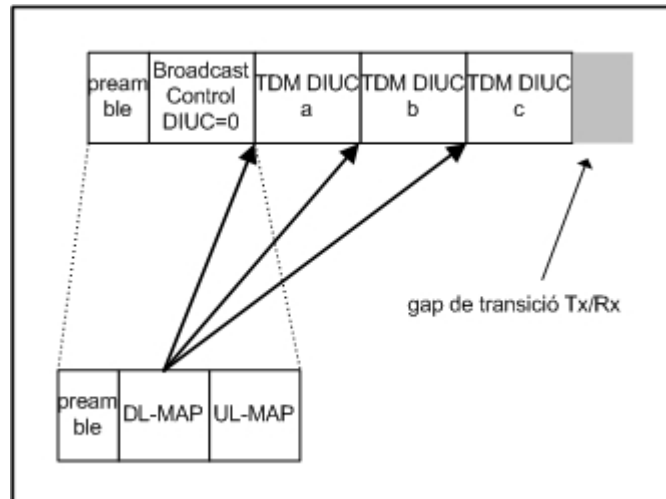 pream
ble
Broadcast
Control
DIUC=0
TDM DIUC
a
TDM DIUC
b
TDM DIUC
c
gap de transició Tx/Rx
pream
ble
DL-MAP
UL-MAP